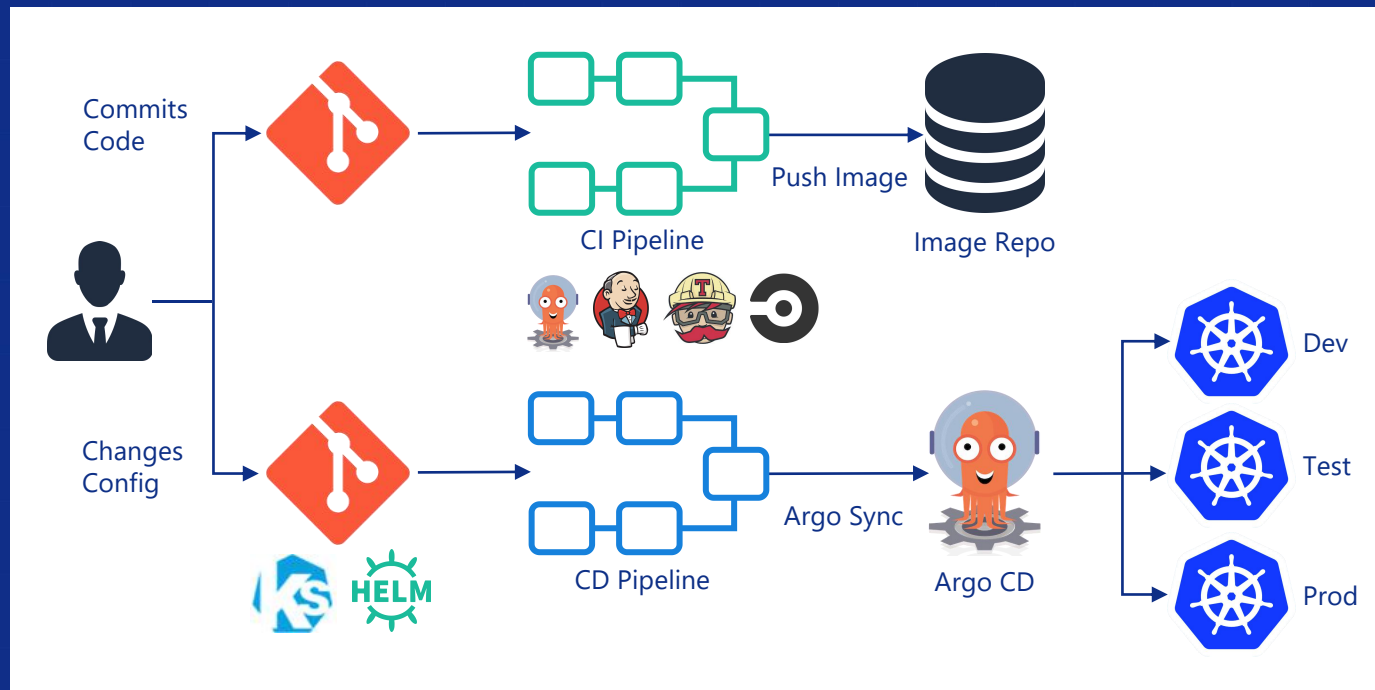 Commits
Code
Push Image
CI Pipeline
Image Repo
T
Dev
Changes
Config
Test
Argo Sync
KS
HELM
CD Pipeline
Argo CD
Prod